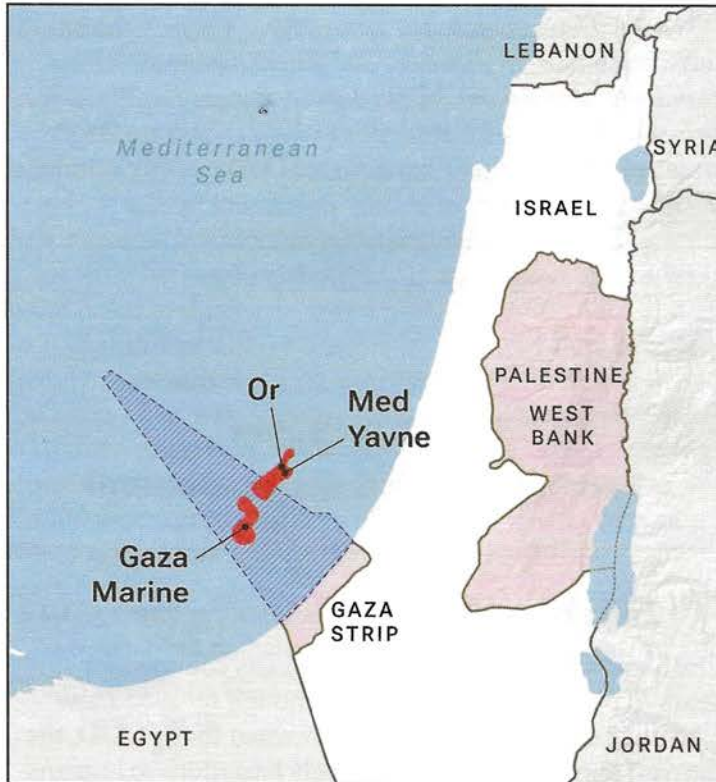 LEBANON
Mediterranean
Sea
SYRIA
ISRAEL
PALESTINE
WEST
BANK
Or
Med
Yavne
Gaza
Marine
GAZA
STRIP
EGYPT
JORDAN